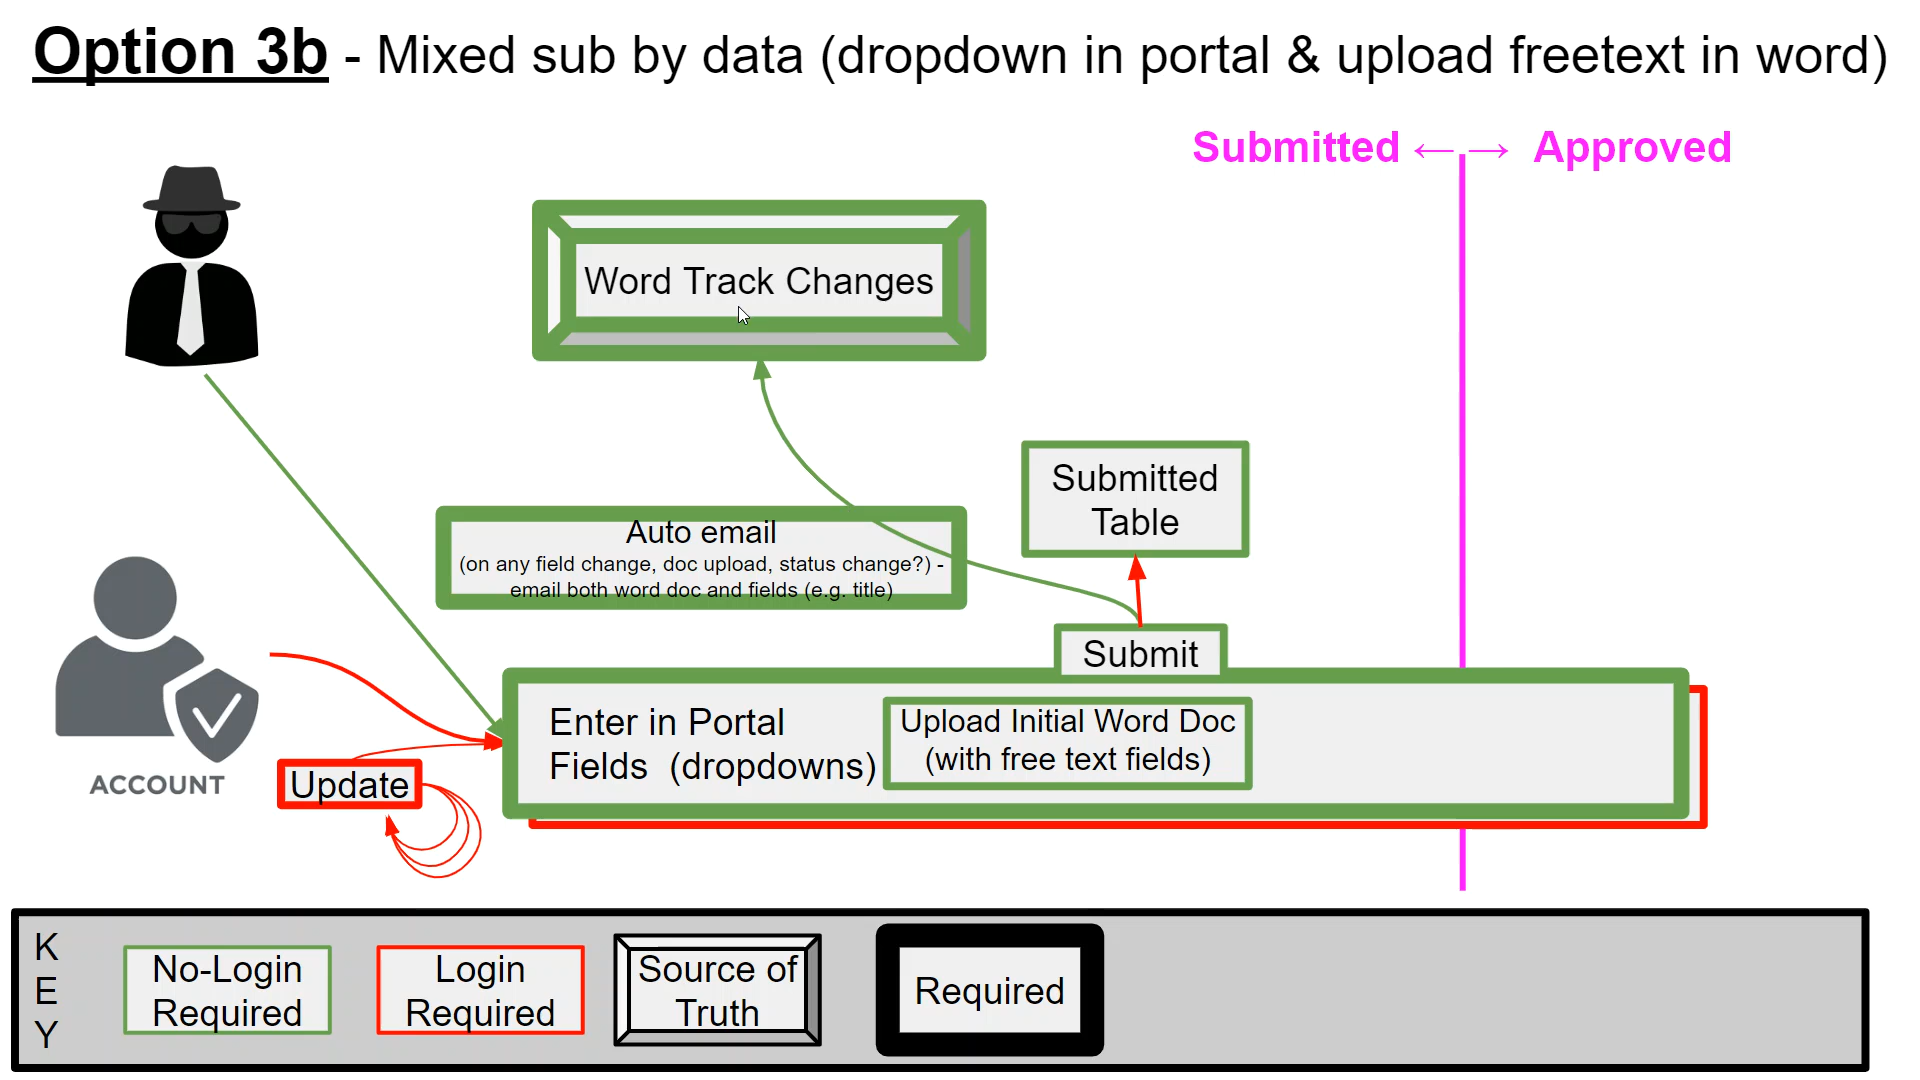 Option 3b - Mixed sub by data (dropdown in portal & upload freetext in word)
Submitted ←→ Approved
Word Track Changes
Submitted
Table
Auto email
(on any field change, doc upload, status change?) -
email both word doc and fields (e.g. title)
Submit
Enter in Portal
Fields (dropdowns)
Upload Initial Word Doc
(with free text fields)
ACCOUNT
Update
K
E
Y
No-Login
Required
Login
Required
Source of
Truth
Required